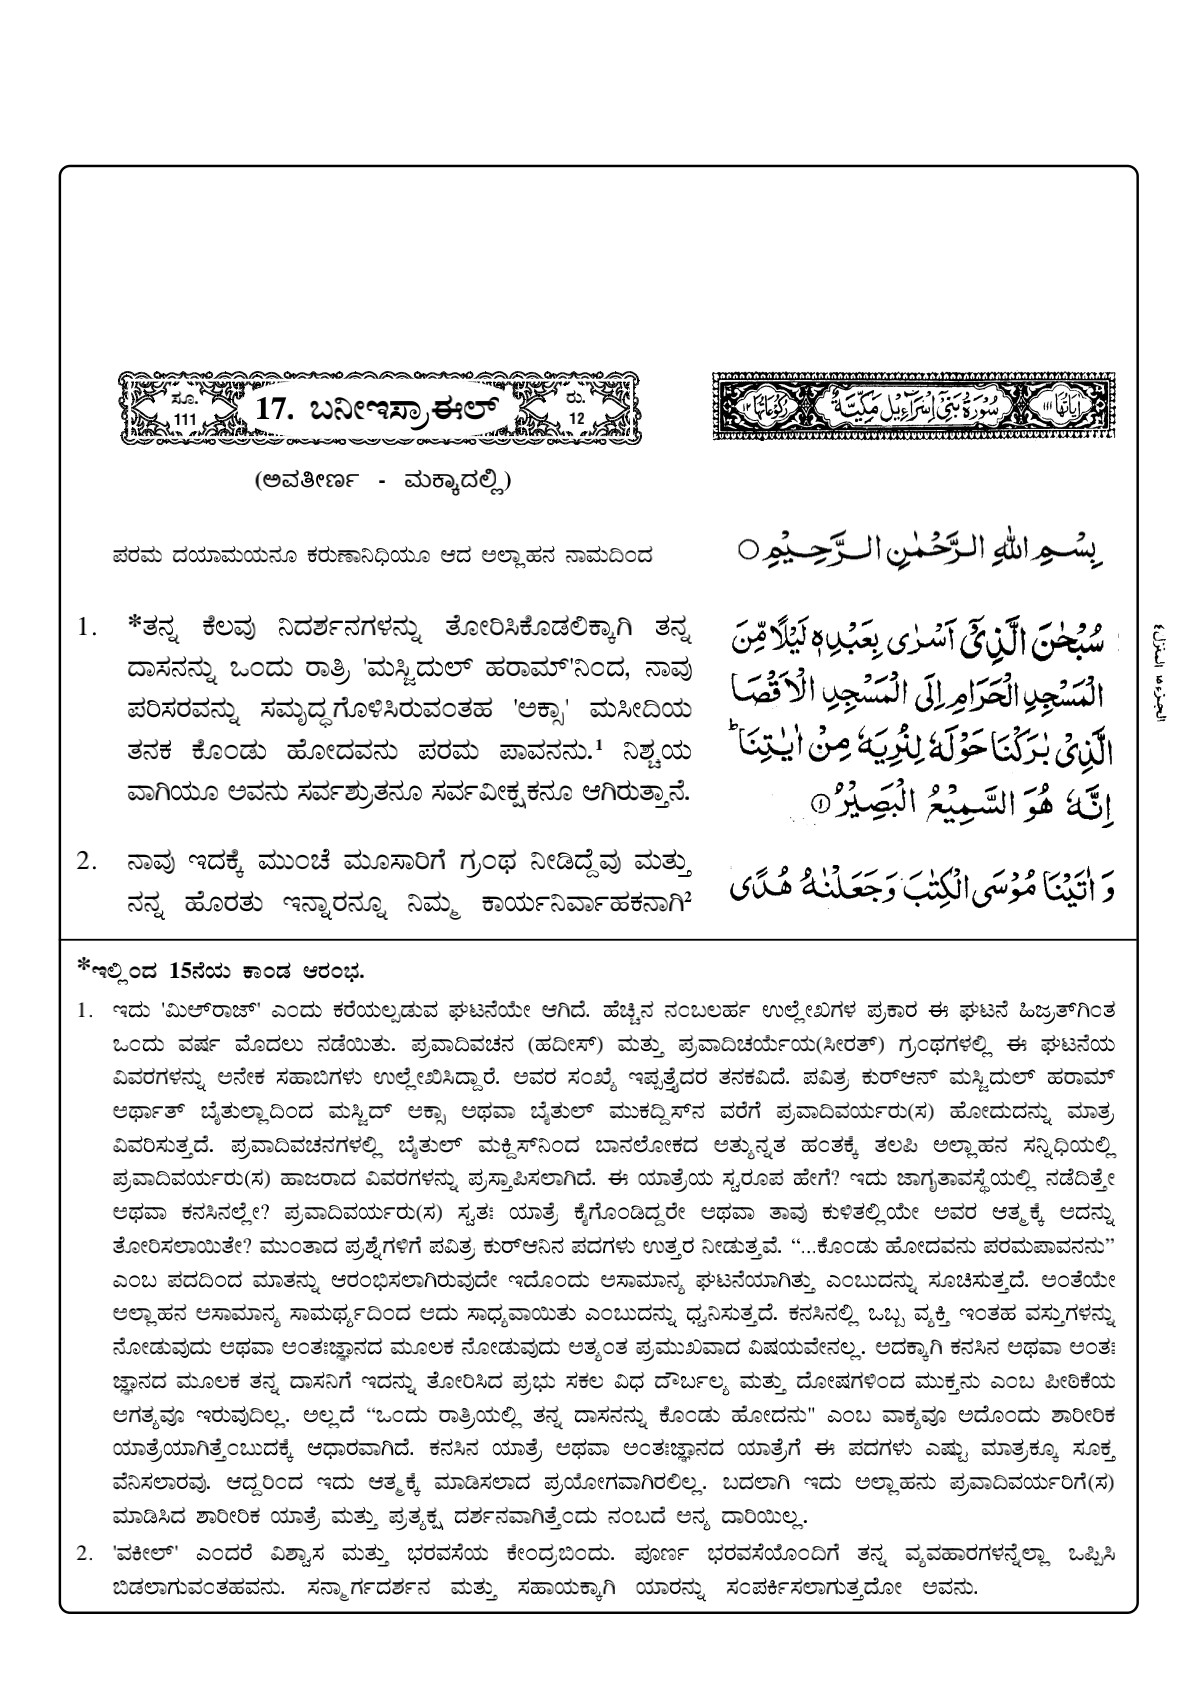 ಸೂ.
111
17. ಬನೀಇಸ್ರಾಈಲ್
ರು.
12
اٰيَاتُهَا ١١١
سُوْرَةُ بَنِيْٓ اِسْرَآءِيْل مَكِّيَّةٌ
رُكُوْعَاتُهَا ١٢
(ಅವತೀರ್ಣ - ಮಕ್ಕಾದಲ್ಲಿ)
ಪರಮ ದಯಾಮಯನೂ ಕರುಣಾನಿಧಿಯೂ ಆದ ಅಲ್ಲಾಹನ ನಾಮದಿಂದ
بِسْمِ اللّٰهِ الرَّحْمٰنِ الرَّحِيْمِ ○
1. *ತನ್ನ ಕೆಲವು ನಿದರ್ಶನಗಳನ್ನು ತೋರಿಸಿಕೊಡಲಿಕ್ಕಾಗಿ ತನ್ನ
ದಾಸನನ್ನು ಒಂದು ರಾತ್ರಿ 'ಮಸ್ಜಿದುಲ್ ಹರಾಮ್'ನಿಂದ, ನಾವು
ಪರಿಸರವನ್ನು ಸಮೃದ್ಧಗೊಳಿಸಿರುವಂತಹ 'ಅಕ್ಸಾ' ಮಸೀದಿಯ
ತನಕ ಕೊಂಡು ಹೋದವನು ಪರಮ ಪಾವನನು.¹ ನಿಶ್ಚಯ
ವಾಗಿಯೂ ಅವನು ಸರ್ವಶ್ರುತನೂ ಸರ್ವವೀಕ್ಷಕನೂ ಆಗಿರುತ್ತಾನೆ.
2. ನಾವು ಇದಕ್ಕೆ ಮುಂಚೆ ಮೂಸಾರಿಗೆ ಗ್ರಂಥ ನೀಡಿದ್ದೆವು ಮತ್ತು
ನನ್ನ ಹೊರತು ಇನ್ನಾರನ್ನೂ ನಿಮ್ಮ ಕಾರ್ಯನಿರ್ವಾಹಕನಾಗಿ²
سُبْحٰنَ الَّذِيْٓ اَسْرٰى بِعَبْدِهٖ لَيْلًا مِّنَ
الْمَسْجِدِ الْحَرَامِ اِلَى الْمَسْجِدِ الْاَقْصَا
الَّذِيْ بٰرَكْنَا حَوْلَهٗ لِنُرِيَهٗ مِنْ اٰيٰتِنَا ؕ
اِنَّهٗ هُوَ السَّمِيْعُ الْبَصِيْرُ ①
وَ اٰتَيْنَا مُوْسَى الْكِتٰبَ وَ جَعَلْنٰهُ هُدًى
الجزء ١٥ المنزل ٤
*ಇಲ್ಲಿಂದ 15ನೆಯ ಕಾಂಡ ಆರಂಭ.
1. ಇದು 'ಮಿಅ್‌ರಾಜ್' ಎಂದು ಕರೆಯಲ್ಪಡುವ ಘಟನೆಯೇ ಆಗಿದೆ. ಹೆಚ್ಚಿನ ನಂಬಲರ್ಹ ಉಲ್ಲೇಖಗಳ ಪ್ರಕಾರ ಈ ಘಟನೆ ಹಿಜ್ರತ್‌ಗಿಂತ
ಒಂದು ವರ್ಷ ಮೊದಲು ನಡೆಯಿತು. ಪ್ರವಾದಿವಚನ (ಹದೀಸ್) ಮತ್ತು ಪ್ರವಾದಿಚರ್ಯೆಯ(ಸೀರತ್) ಗ್ರಂಥಗಳಲ್ಲಿ ಈ ಘಟನೆಯ
ವಿವರಗಳನ್ನು ಅನೇಕ ಸಹಾಬಿಗಳು ಉಲ್ಲೇಖಿಸಿದ್ದಾರೆ. ಅವರ ಸಂಖ್ಯೆ ಇಪ್ಪತ್ತೈದರ ತನಕವಿದೆ. ಪವಿತ್ರ ಕುರ್‌ಆನ್ ಮಸ್ಜಿದುಲ್ ಹರಾಮ್
ಅರ್ಥಾತ್ ಬೈತುಲ್ಲಾದಿಂದ ಮಸ್ಜಿದ್ ಅಕ್ಸಾ ಅಥವಾ ಬೈತುಲ್ ಮುಕದ್ದಿಸ್‌ನ ವರೆಗೆ ಪ್ರವಾದಿವರ್ಯರು(ಸ) ಹೋದುದನ್ನು ಮಾತ್ರ
ವಿವರಿಸುತ್ತದೆ. ಪ್ರವಾದಿವಚನಗಳಲ್ಲಿ ಬೈತುಲ್ ಮಕ್ದಿಸ್‌ನಿಂದ ಬಾನಲೋಕದ ಅತ್ಯುನ್ನತ ಹಂತಕ್ಕೆ ತಲಪಿ ಅಲ್ಲಾಹನ ಸನ್ನಿಧಿಯಲ್ಲಿ
ಪ್ರವಾದಿವರ್ಯರು(ಸ) ಹಾಜರಾದ ವಿವರಗಳನ್ನು ಪ್ರಸ್ತಾಪಿಸಲಾಗಿದೆ. ಈ ಯಾತ್ರೆಯ ಸ್ವರೂಪ ಹೇಗೆ? ಇದು ಜಾಗೃತಾವಸ್ಥೆಯಲ್ಲಿ ನಡೆದಿತ್ತೇ
ಅಥವಾ ಕನಸಿನಲ್ಲೇ? ಪ್ರವಾದಿವರ್ಯರು(ಸ) ಸ್ವತಃ ಯಾತ್ರೆ ಕೈಗೊಂಡಿದ್ದರೇ ಅಥವಾ ತಾವು ಕುಳಿತಲ್ಲಿಯೇ ಅವರ ಆತ್ಮಕ್ಕೆ ಅದನ್ನು
ತೋರಿಸಲಾಯಿತೇ? ಮುಂತಾದ ಪ್ರಶ್ನೆಗಳಿಗೆ ಪವಿತ್ರ ಕುರ್‌ಆನಿನ ಪದಗಳು ಉತ್ತರ ನೀಡುತ್ತವೆ. “...ಕೊಂಡು ಹೋದವನು ಪರಮಪಾವನನು”
ಎಂಬ ಪದದಿಂದ ಮಾತನ್ನು ಆರಂಭಿಸಲಾಗಿರುವುದೇ ಇದೊಂದು ಅಸಾಮಾನ್ಯ ಘಟನೆಯಾಗಿತ್ತು ಎಂಬುದನ್ನು ಸೂಚಿಸುತ್ತದೆ. ಅಂತೆಯೇ
ಅಲ್ಲಾಹನ ಅಸಾಮಾನ್ಯ ಸಾಮರ್ಥ್ಯದಿಂದ ಅದು ಸಾಧ್ಯವಾಯಿತು ಎಂಬುದನ್ನು ಧ್ವನಿಸುತ್ತದೆ. ಕನಸಿನಲ್ಲಿ ಒಬ್ಬ ವ್ಯಕ್ತಿ ಇಂತಹ ವಸ್ತುಗಳನ್ನು
ನೋಡುವುದು ಅಥವಾ ಅಂತಃಜ್ಞಾನದ ಮೂಲಕ ನೋಡುವುದು ಅತ್ಯಂತ ಪ್ರಮುಖವಾದ ವಿಷಯವೇನಲ್ಲ. ಅದಕ್ಕಾಗಿ ಕನಸಿನ ಅಥವಾ ಅಂತಃ
ಜ್ಞಾನದ ಮೂಲಕ ತನ್ನ ದಾಸನಿಗೆ ಇದನ್ನು ತೋರಿಸಿದ ಪ್ರಭು ಸಕಲ ವಿಧ ದೌರ್ಬಲ್ಯ ಮತ್ತು ದೋಷಗಳಿಂದ ಮುಕ್ತನು ಎಂಬ ಪೀಠಿಕೆಯ
ಅಗತ್ಯವೂ ಇರುವುದಿಲ್ಲ. ಅಲ್ಲದೆ “ಒಂದು ರಾತ್ರಿಯಲ್ಲಿ ತನ್ನ ದಾಸನನ್ನು ಕೊಂಡು ಹೋದನು" ಎಂಬ ವಾಕ್ಯವೂ ಅದೊಂದು ಶಾರೀರಿಕ
ಯಾತ್ರೆಯಾಗಿತ್ತೆಂಬುದಕ್ಕೆ ಆಧಾರವಾಗಿದೆ. ಕನಸಿನ ಯಾತ್ರೆ ಅಥವಾ ಅಂತಃಜ್ಞಾನದ ಯಾತ್ರೆಗೆ ಈ ಪದಗಳು ಎಷ್ಟು ಮಾತ್ರಕ್ಕೂ ಸೂಕ್ತ
ವೆನಿಸಲಾರವು. ಆದ್ದರಿಂದ ಇದು ಆತ್ಮಕ್ಕೆ ಮಾಡಿಸಲಾದ ಪ್ರಯೋಗವಾಗಿರಲಿಲ್ಲ. ಬದಲಾಗಿ ಇದು ಅಲ್ಲಾಹನು ಪ್ರವಾದಿವರ್ಯರಿಗೆ(ಸ)
ಮಾಡಿಸಿದ ಶಾರೀರಿಕ ಯಾತ್ರೆ ಮತ್ತು ಪ್ರತ್ಯಕ್ಷ ದರ್ಶನವಾಗಿತ್ತೆಂದು ನಂಬದೆ ಅನ್ಯ ದಾರಿಯಿಲ್ಲ.
2. 'ವಕೀಲ್' ಎಂದರೆ ವಿಶ್ವಾಸ ಮತ್ತು ಭರವಸೆಯ ಕೇಂದ್ರಬಿಂದು. ಪೂರ್ಣ ಭರವಸೆಯೊಂದಿಗೆ ತನ್ನ ವ್ಯವಹಾರಗಳನ್ನೆಲ್ಲಾ ಒಪ್ಪಿಸಿ
ಬಿಡಲಾಗುವಂತಹವನು. ಸನ್ಮಾರ್ಗದರ್ಶನ ಮತ್ತು ಸಹಾಯಕ್ಕಾಗಿ ಯಾರನ್ನು ಸಂಪರ್ಕಿಸಲಾಗುತ್ತದೋ ಅವನು.